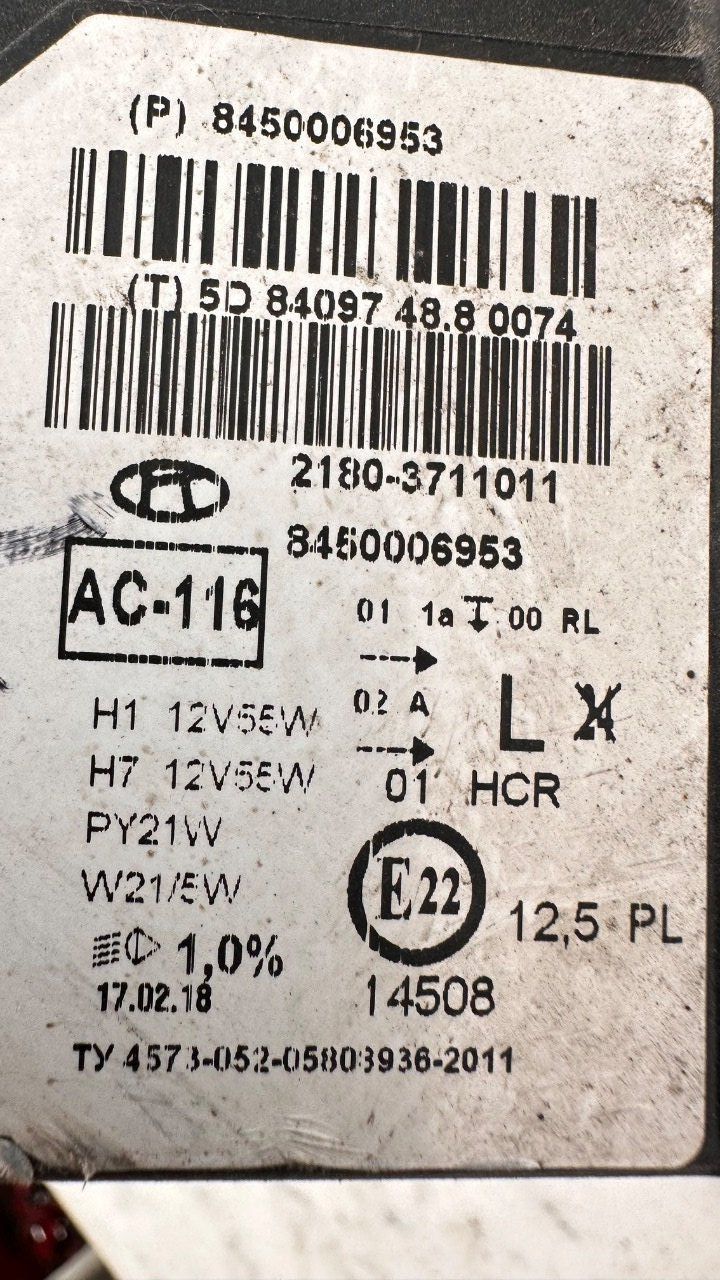 (P) 8450006953
(T) 5D 84097 48.8 0074
2180-3711011
8450006953
AC-116
01 1a 00 RL
02 A
L
H1 12V55W
H7 12V55W
01 HCR
PY21W
W21/5W
E22
12,5 PL
1,0%
17.02.18
14508
ТУ 4573-052-05808936-2011